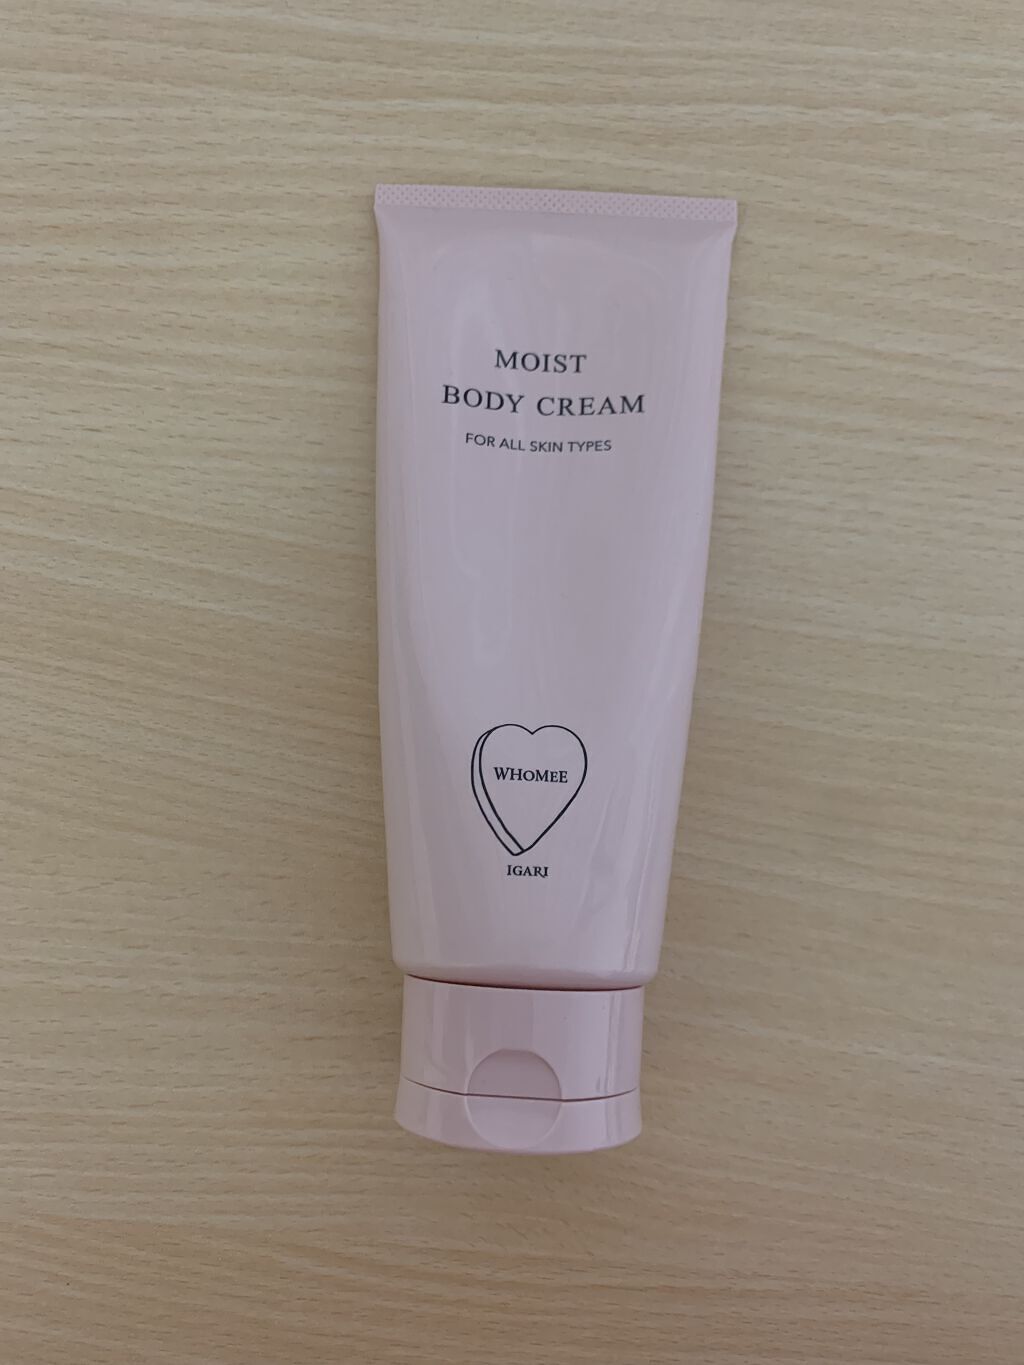 MOIST
BODY CREAM
FOR ALL SKIN TYPES
WHOMEE
IGARI